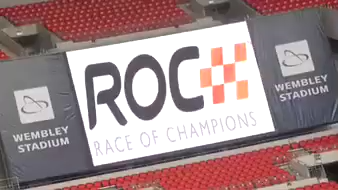 WEMBLEY
STADIUM
ROC
RACE OF CHAMPIONS
WEMBLEY
STADIUM